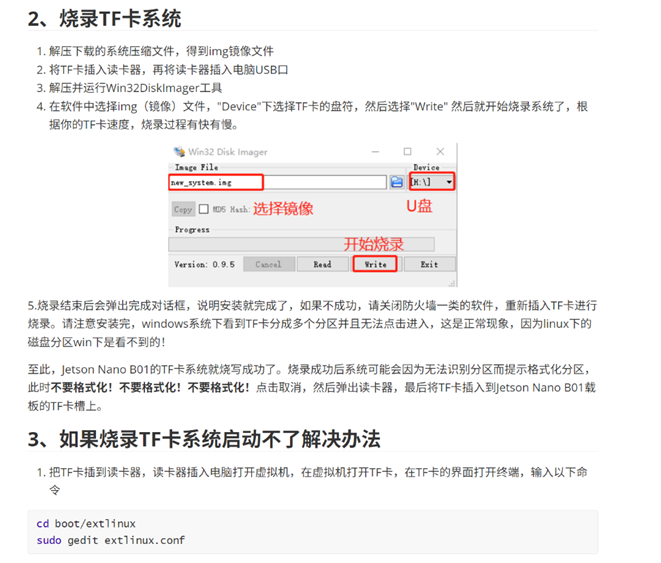 2、烧录TF卡系统
1. 解压下载的系统压缩文件，得到img镜像文件
2. 将TF卡插入读卡器，再将读卡器插入电脑USB口
3. 解压并运行Win32DiskImager工具
4. 在软件中选择img（镜像）文件，"Device"下选择TF卡的盘符，然后选择"Write" 然后就开始烧录系统了，根
据你的TF卡速度，烧录过程有快有慢。
Win32 Disk Imager
Image File Device
new_system.img [M:\]
Copy MD5 Hash: 选择镜像 U盘
Progress
开始烧录
Version: 0.9.5 Cancel Read Write Exit
5.烧录结束后会弹出完成对话框，说明安装就完成了，如果不成功，请关闭防火墙一类的软件，重新插入TF卡进行
烧录。请注意安装完，windows系统下看到TF卡分成多个分区并且无法点击进入，这是正常现象，因为linux下的
磁盘分区win下是看不到的！
至此，Jetson Nano B01的TF卡系统就烧写成功了。烧录成功后系统可能会因为无法识别分区而提示格式化分区，
此时不要格式化！不要格式化！不要格式化！点击取消，然后弹出读卡器，最后将TF卡插入到Jetson Nano B01载
板的TF卡槽上。
3、如果烧录TF卡系统启动不了解决办法
1. 把TF卡插到读卡器，读卡器插入电脑打开虚拟机，在虚拟机打开TF卡，在TF卡的界面打开终端，输入以下命
令
cd boot/extlinux
sudo gedit extlinux.conf